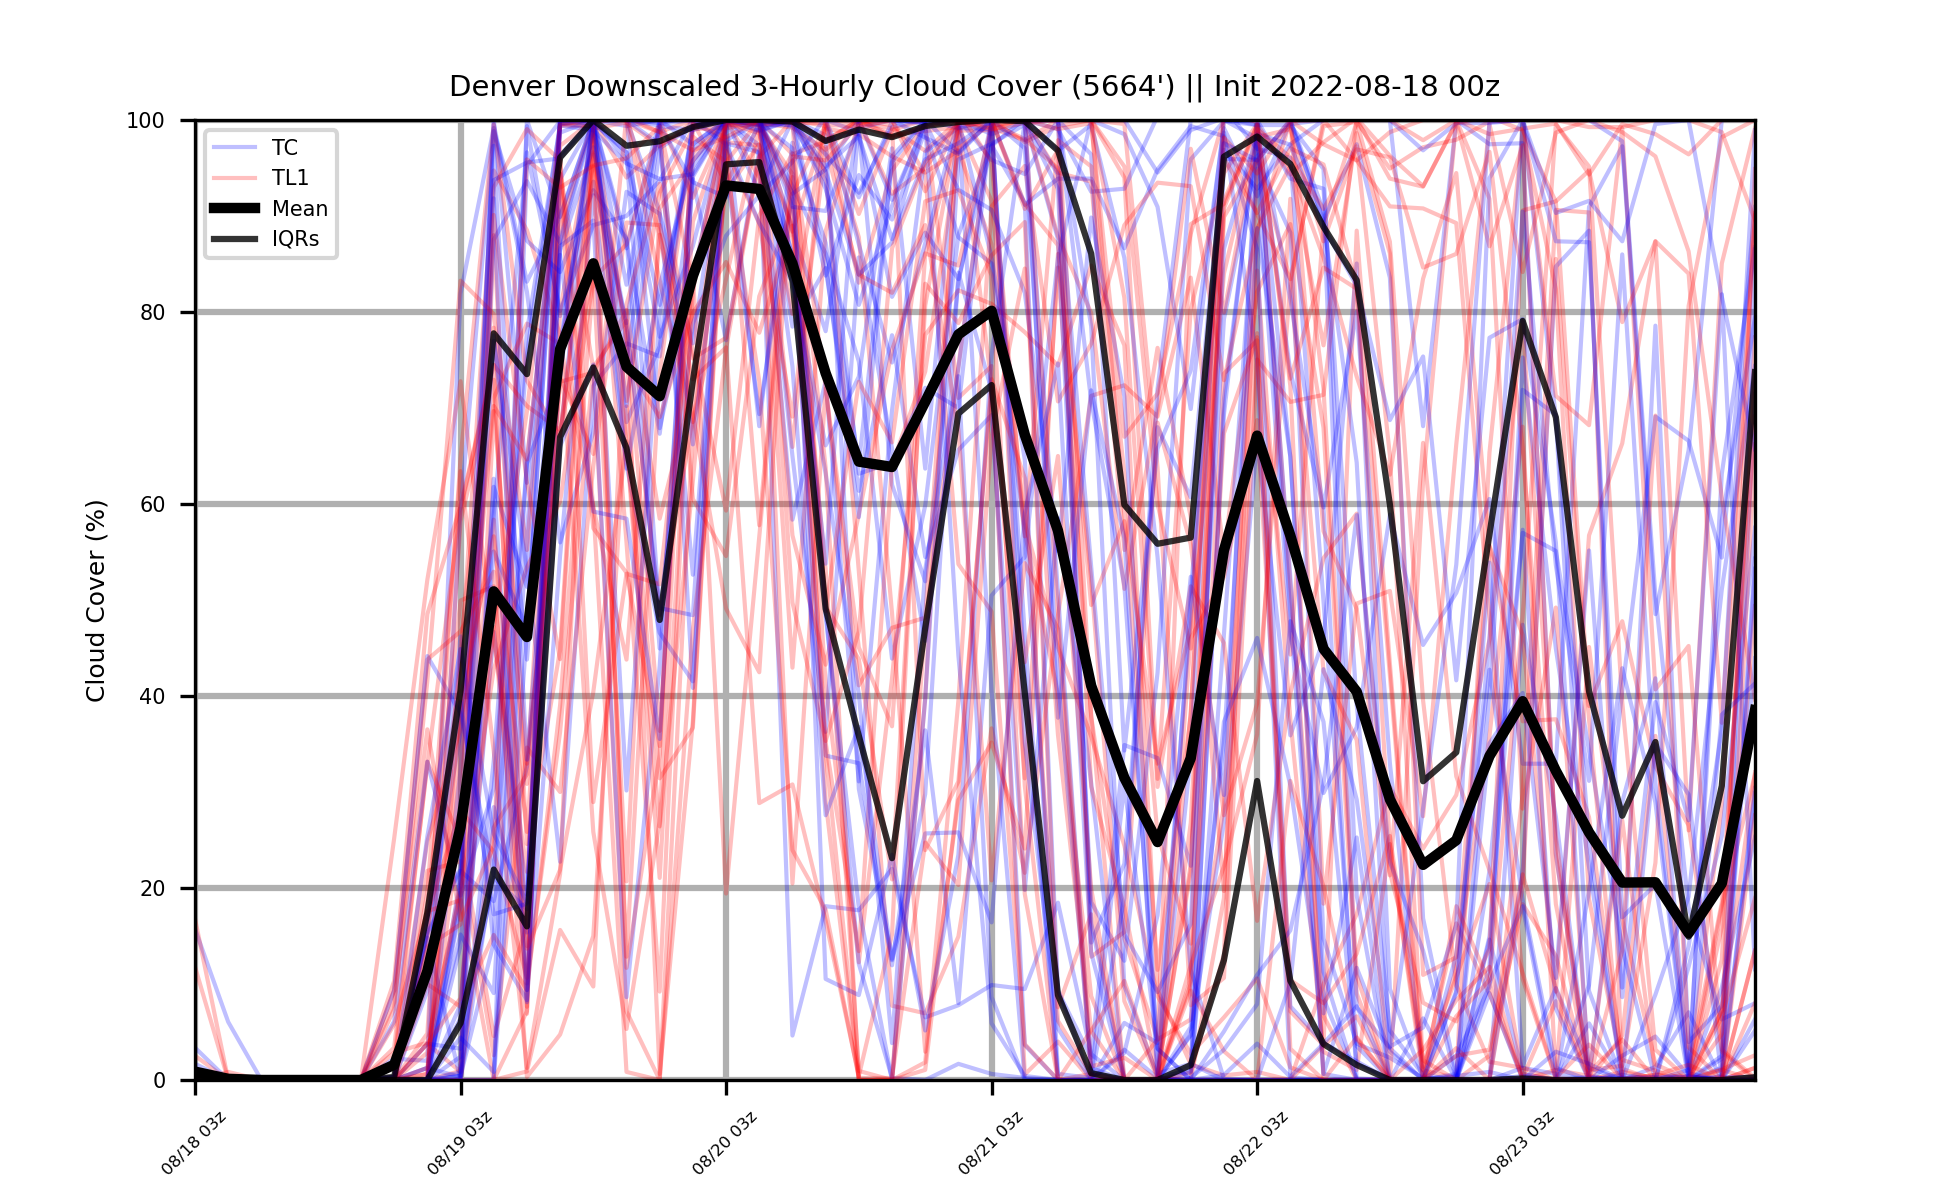 Denver Downscaled 3-Hourly Cloud Cover (5664') || Init 2022-08-18 00z
100
80
60
40
20
0
Cloud Cover (%)
TC
TL1
Mean
IQRs
08/18 03z
08/19 03z
08/20 03z
08/21 03z
08/22 03z
08/23 03z